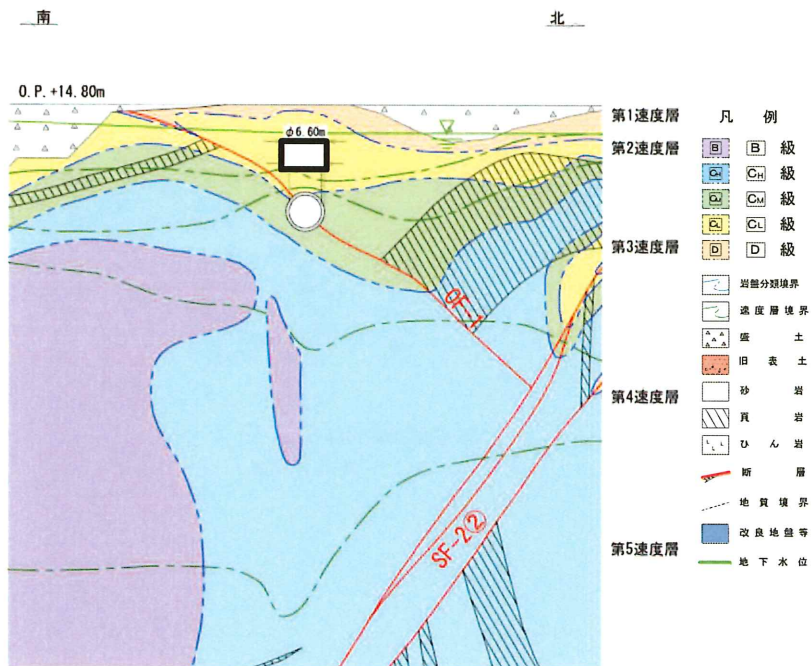 南
北
O.P.+14.80m
φ6.60m
OF-1
SF-2②
第1速度層
第2速度層
第3速度層
第4速度層
第5速度層
凡 例
B B 級
CH CH 級
CM CM 級
CL CL 級
D D 級
岩盤分類境界
速度層境界
盛 土
旧 表 土
砂 岩
頁 岩
ひ ん 岩
断 層
地 質 境 界
改良地盤等
地 下 水 位